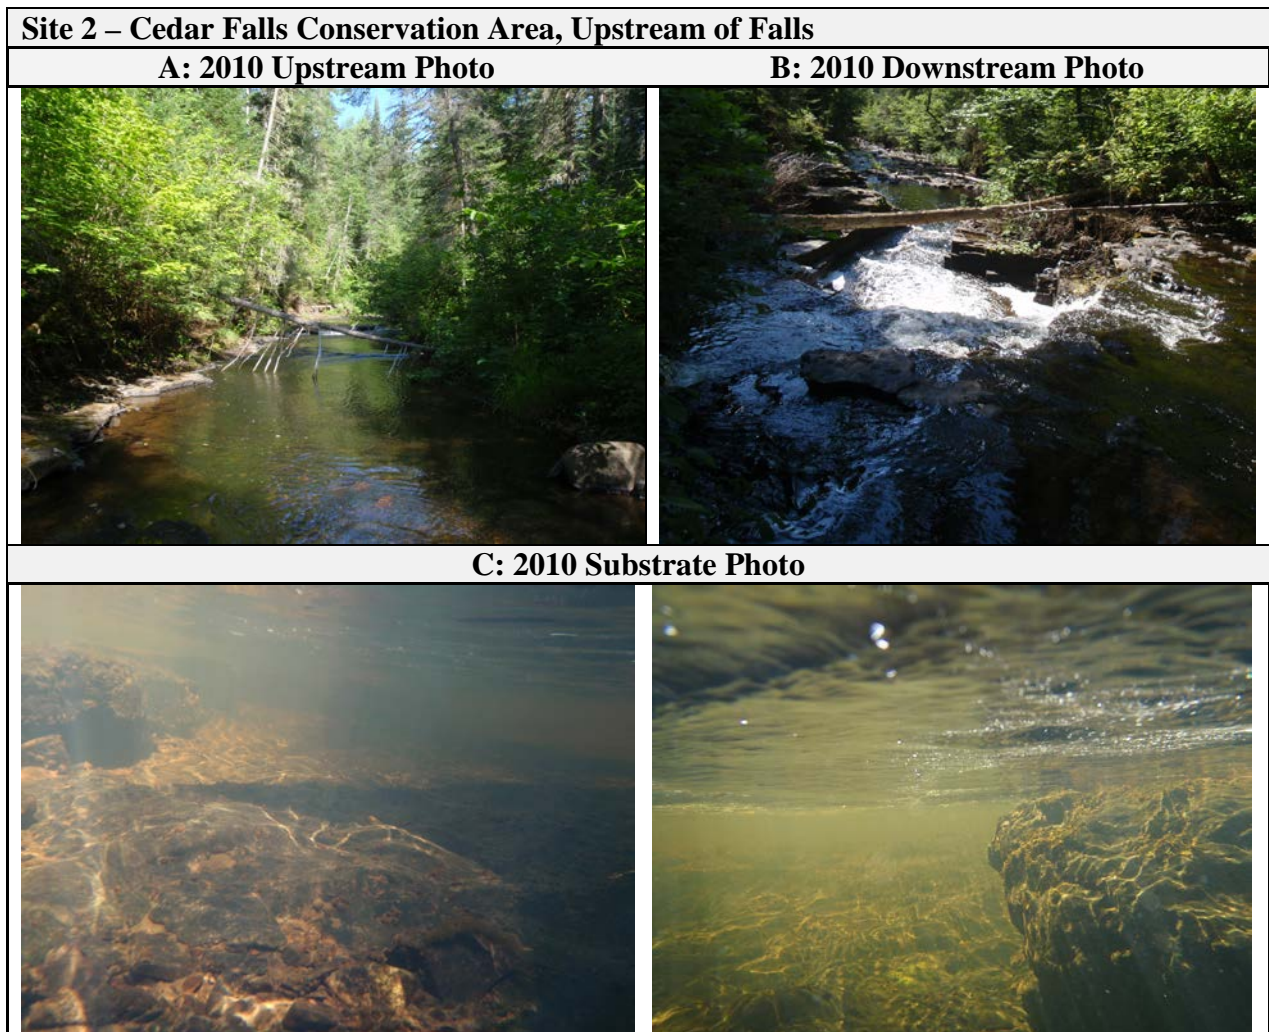 Site 2 – Cedar Falls Conservation Area, Upstream of Falls
A: 2010 Upstream Photo
B: 2010 Downstream Photo
C: 2010 Substrate Photo